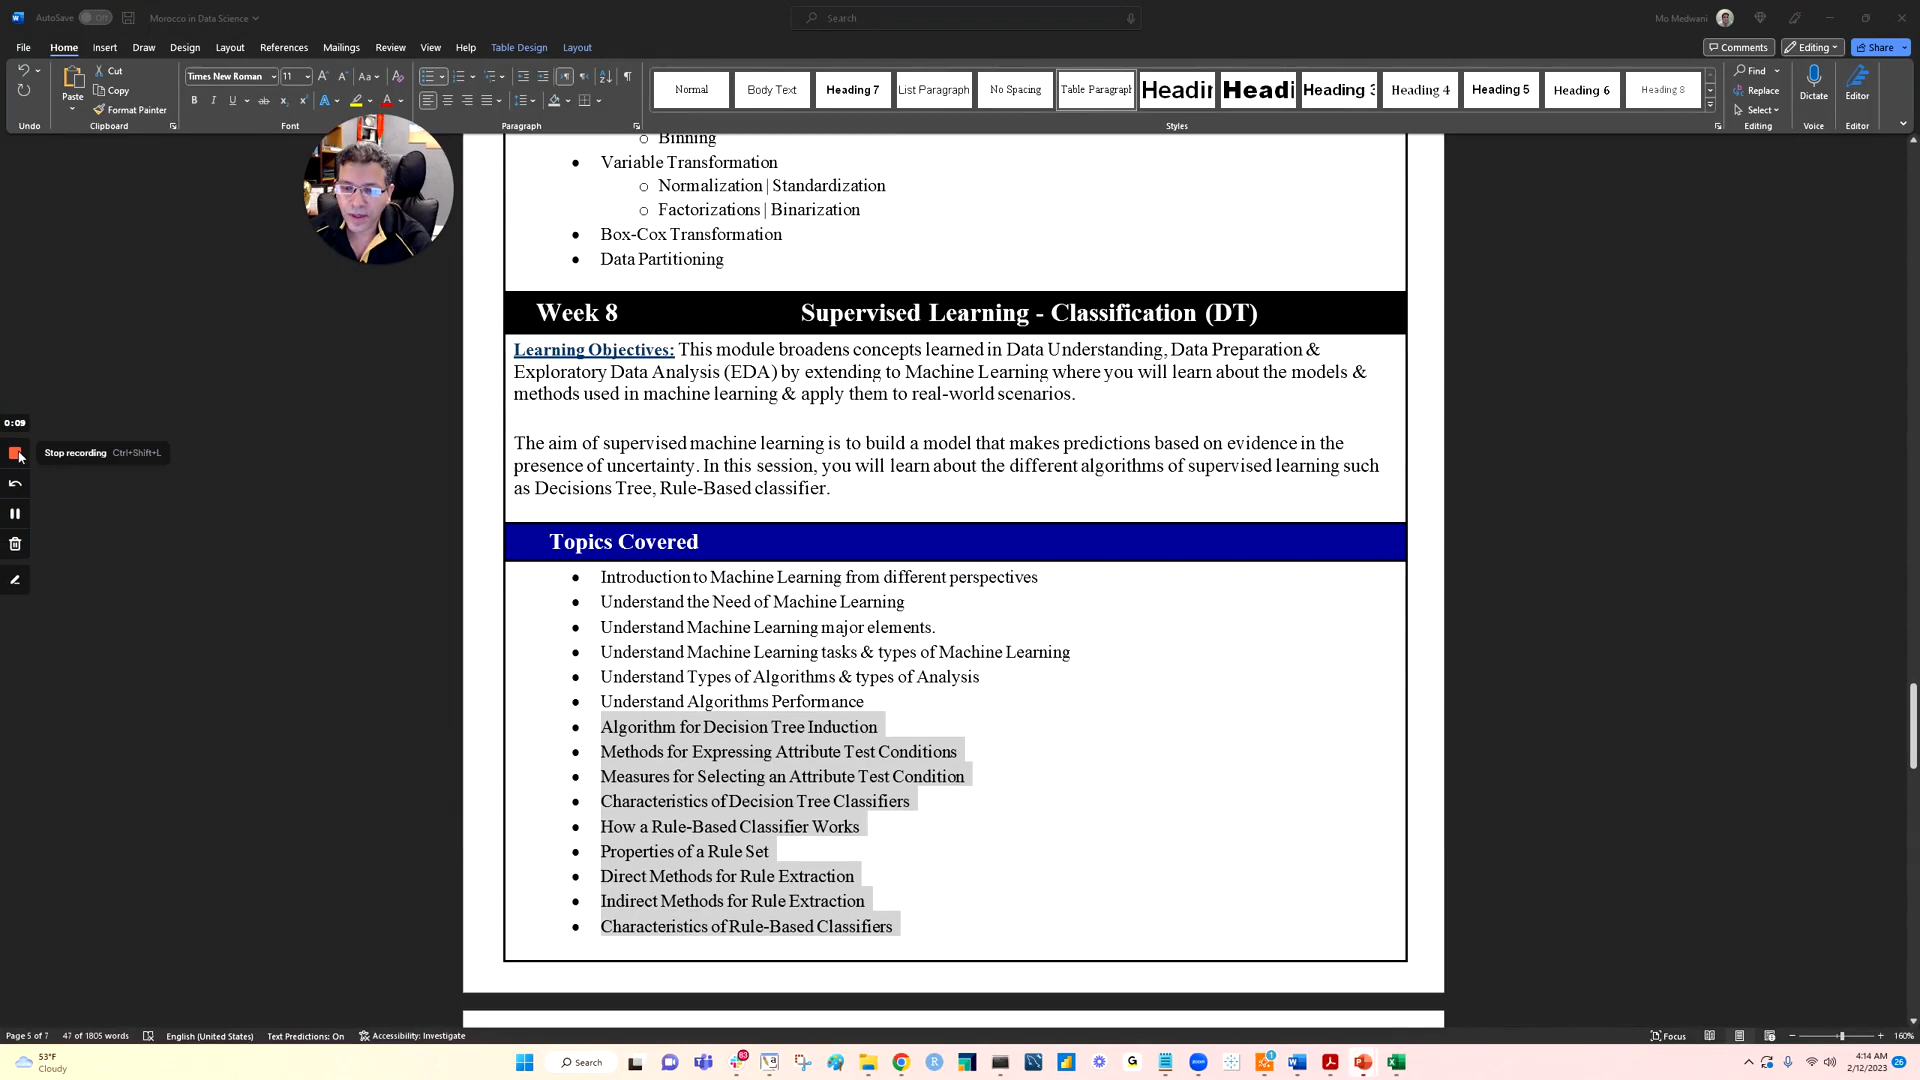 AutoSave Off Morocco in Data Science Search Mo Medwani
File Home Insert Draw Design Layout References Mailings Review View Help Table Design Layout Comments Editing Share
Paste Cut Copy Format Painter
Times New Roman 11
Normal Body Text Heading 7 List Paragraph No Spacing Table Paragraph Heading 3 Heading 4 Heading 5 Heading 6 Heading 8
Find Replace Select Dictate Editor
Undo Clipboard Font Paragraph Styles Editing Voice Editor
Binning
Variable Transformation
Normalization | Standardization
Factorizations | Binarization
Box-Cox Transformation
Data Partitioning
Week 8 Supervised Learning - Classification (DT)
Learning Objectives: This module broadens concepts learned in Data Understanding, Data Preparation &
Exploratory Data Analysis (EDA) by extending to Machine Learning where you will learn about the models &
methods used in machine learning & apply them to real-world scenarios.
0:09
Stop recording Ctrl+Shift+L
The aim of supervised machine learning is to build a model that makes predictions based on evidence in the
presence of uncertainty. In this session, you will learn about the different algorithms of supervised learning such
as Decisions Tree, Rule-Based classifier.
Topics Covered
Introduction to Machine Learning from different perspectives
Understand the Need of Machine Learning
Understand Machine Learning major elements.
Understand Machine Learning tasks & types of Machine Learning
Understand Types of Algorithms & types of Analysis
Understand Algorithms Performance
Algorithm for Decision Tree Induction
Methods for Expressing Attribute Test Conditions
Measures for Selecting an Attribute Test Condition
Characteristics of Decision Tree Classifiers
How a Rule-Based Classifier Works
Properties of a Rule Set
Direct Methods for Rule Extraction
Indirect Methods for Rule Extraction
Characteristics of Rule-Based Classifiers
Page 5 of 7 47 of 1805 words English (United States) Text Predictions: On Accessibility: Investigate Focus 160%
53°F
Cloudy
Search
4:14 AM
2/12/2023